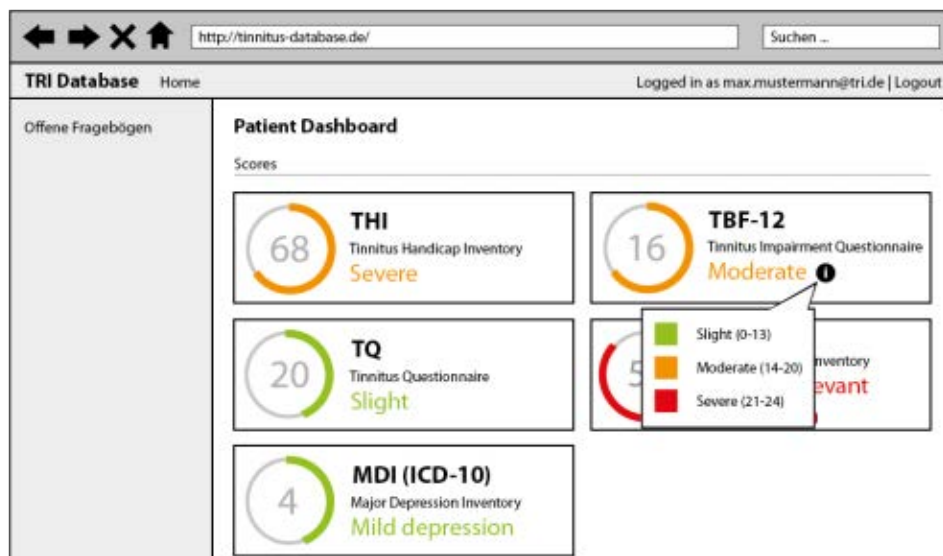 http://tinnitus-database.de/
Suchen ...
TRI Database Home
Logged in as max.mustermann@tri.de | Logout
Offene Fragebögen
Patient Dashboard
Scores
68
THI
Tinnitus Handicap Inventory
Severe
16
TBF-12
Tinnitus Impairment Questionnaire
Moderate i
Slight (0-13)
Moderate (14-20)
Severe (21-24)
20
TQ
Tinnitus Questionnaire
Slight
5
4
MDI (ICD-10)
Major Depression Inventory
Mild depression